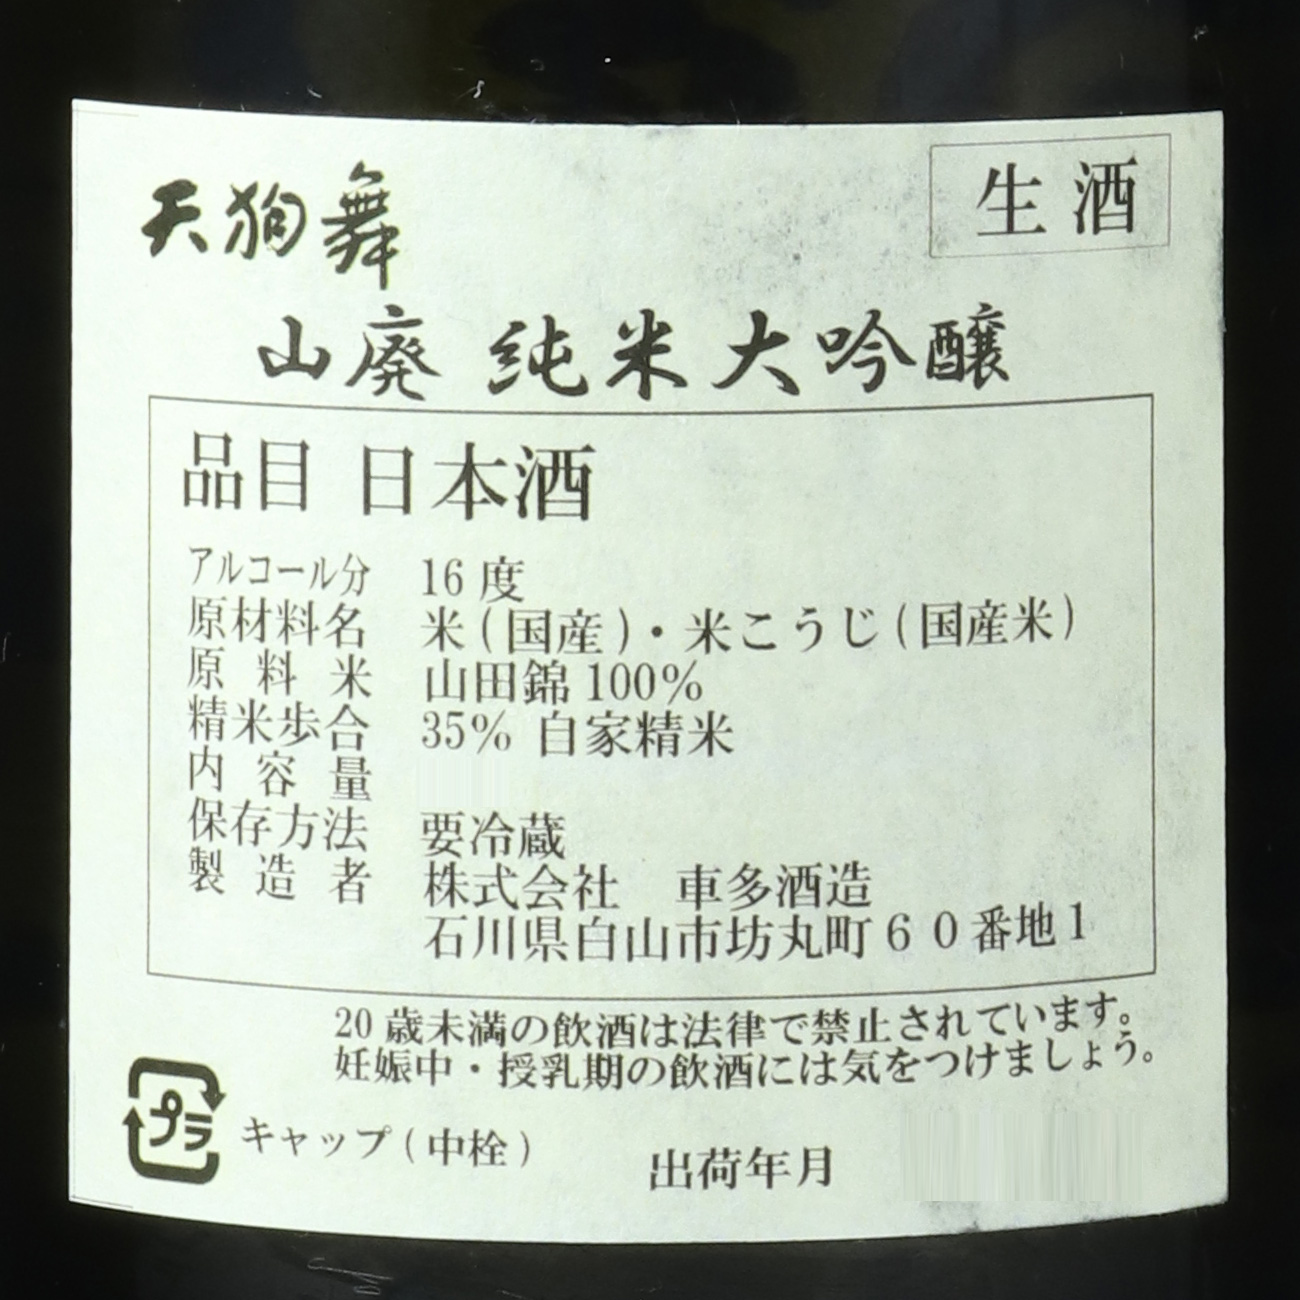 天狗舞
生酒
山廃 純米大吟醸
品目 日本酒
アルコール分 16度
原材料名 米(国産)・米こうじ(国産米)
原料米 山田錦100%
精米歩合 35% 自家精米
内容量
保存方法 要冷蔵
製造者 株式会社 車多酒造
石川県白山市坊丸町60番地1
20歳未満の飲酒は法律で禁止されています。
妊娠中・授乳期の飲酒には気をつけましょう。
プラ キャップ(中栓)
出荷年月